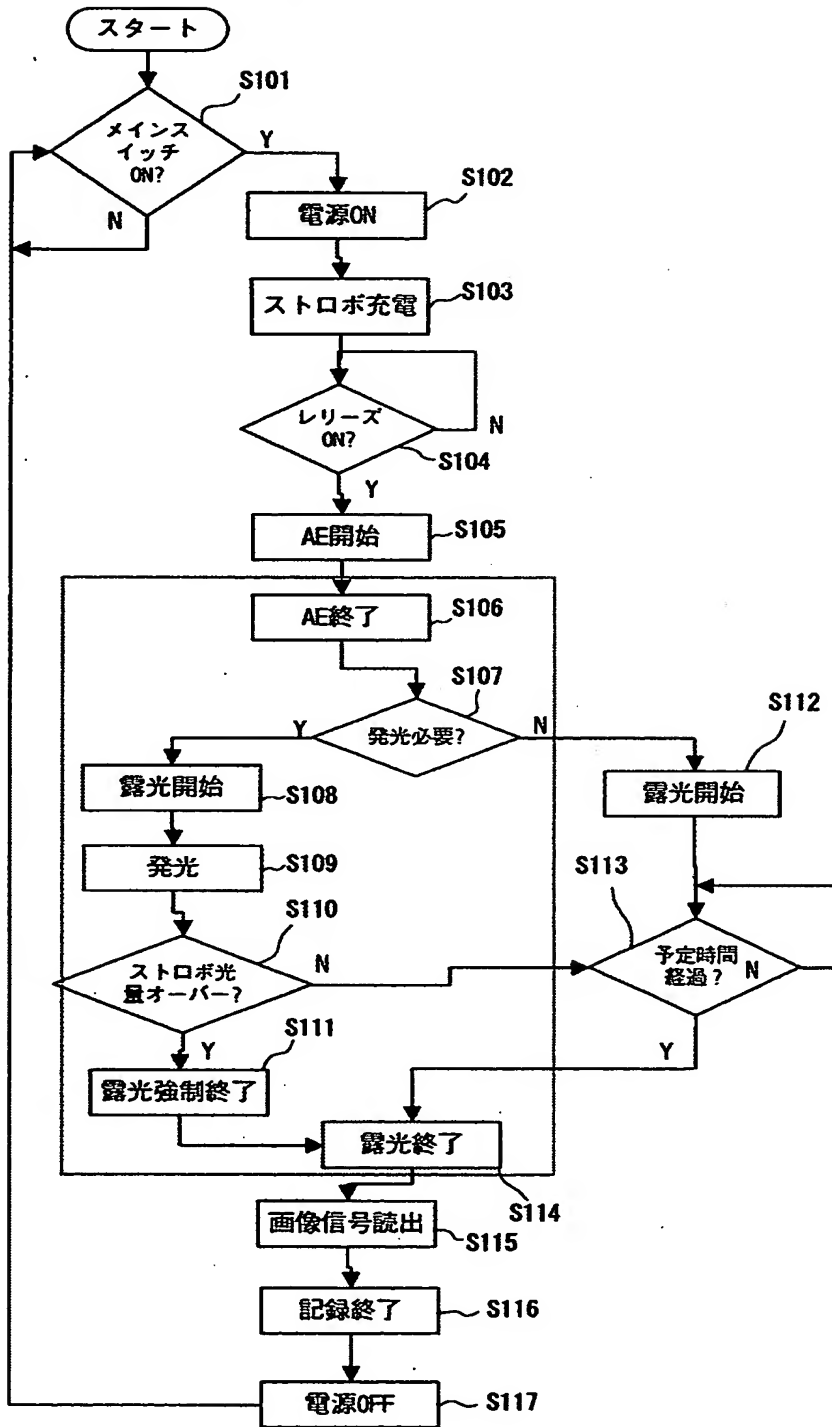 スタート
S101
メインス
イッチ
ON?
Y
N
S102
電源ON
S103
ストロボ充電
レリーズ
ON?
N
S104
Y
AE開始
S105
AE終了
S106
S107
Y
発光必要?
N
S112
露光開始
S108
露光開始
発光
S109
S113
S110
ストロボ光
量オーバー?
N
予定時間
経過?
N
Y
S111
Y
露光強制終了
露光終了
S114
画像信号読出
S115
記録終了
S116
電源OFF
S117